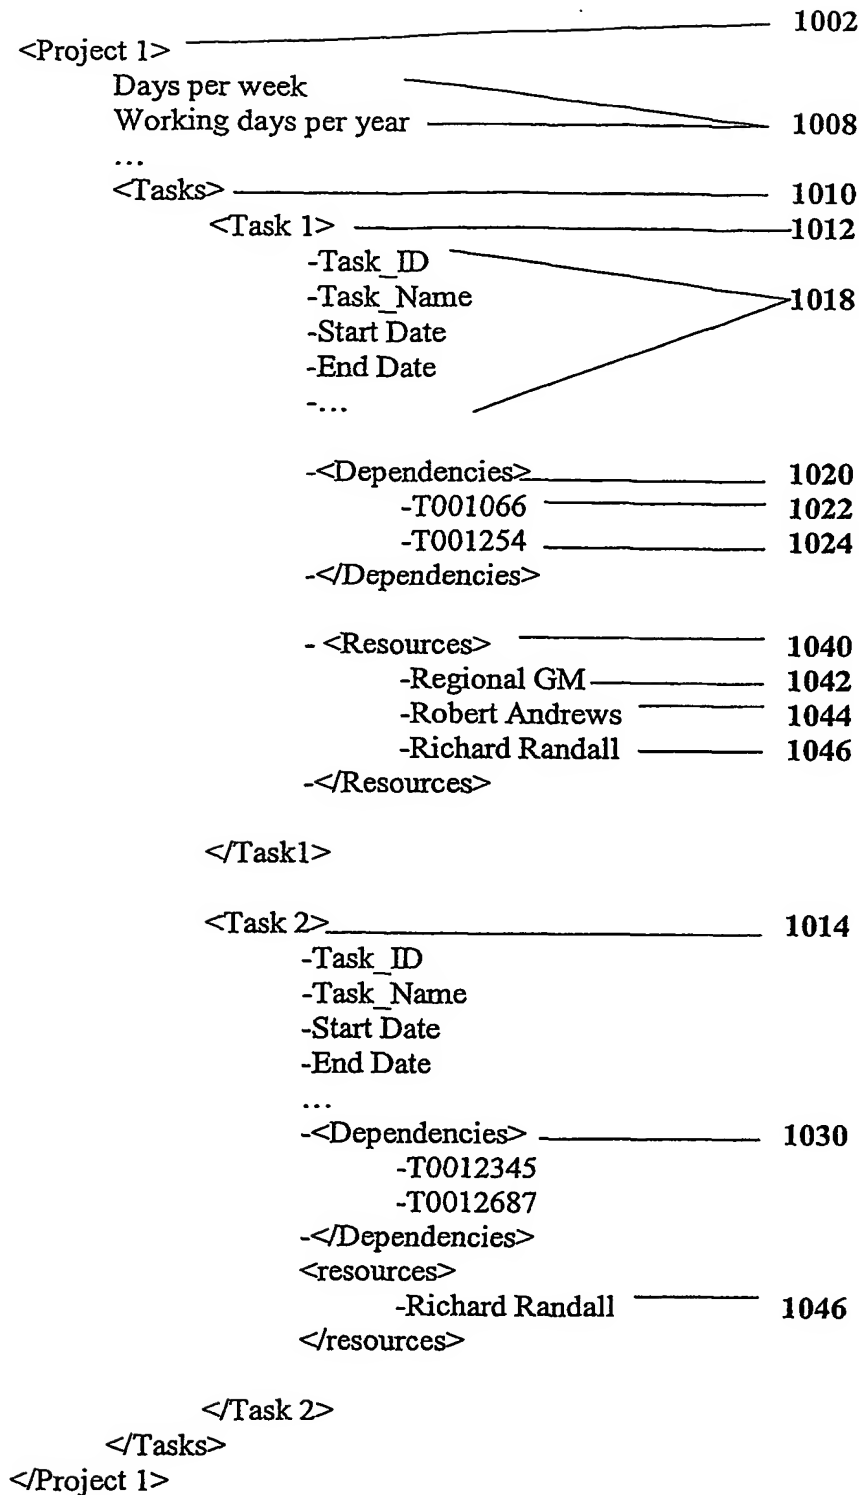 <Project 1> 1002
Days per week
Working days per year 1008
...
<Tasks> 1010
<Task 1> 1012
-Task_ID
-Task_Name 1018
-Start Date
-End Date
-...
-<Dependencies> 1020
-T001066 1022
-T001254 1024
-</Dependencies>
- <Resources> 1040
-Regional GM 1042
-Robert Andrews 1044
-Richard Randall 1046
-</Resources>
</Task1>
<Task 2> 1014
-Task_ID
-Task_Name
-Start Date
-End Date
...
-<Dependencies> 1030
-T0012345
-T0012687
-</Dependencies>
<resources>
-Richard Randall 1046
</resources>
</Task 2>
</Tasks>
</Project 1>